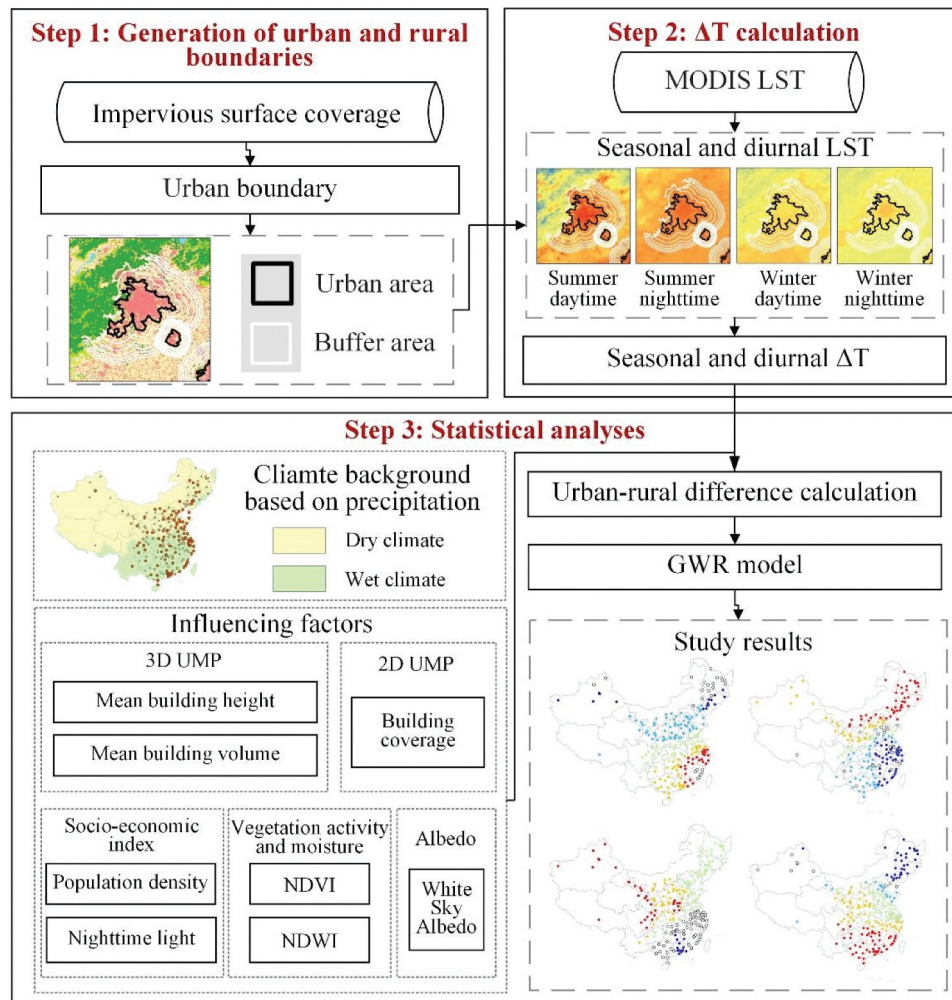 Step 1: Generation of urban and rural
boundaries
Impervious surface coverage
Urban boundary
Urban area
Buffer area
Step 2: ΔT calculation
MODIS LST
Seasonal and diurnal LST
Summer
daytime
Summer
nighttime
Winter
daytime
Winter
nighttime
Seasonal and diurnal ΔT
Step 3: Statistical analyses
Cliamte background
based on precipitation
Dry climate
Wet climate
Influencing factors
3D UMP
Mean building height
Mean building volume
2D UMP
Building
coverage
Socio-economic
index
Population density
Nighttime light
Vegetation activity
and moisture
NDVI
NDWI
Albedo
White
Sky
Albedo
Urban-rural difference calculation
GWR model
Study results